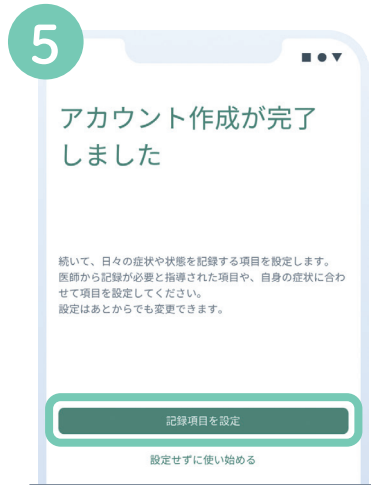 5
アカウント作成が完了
しました
続いて、日々の症状や状態を記録する項目を設定します。
医師から記録が必要と指導された項目や、自身の症状に合わ
せて項目を設定してください。
設定はあとからでも変更できます。
記録項目を設定
設定せずに使い始める